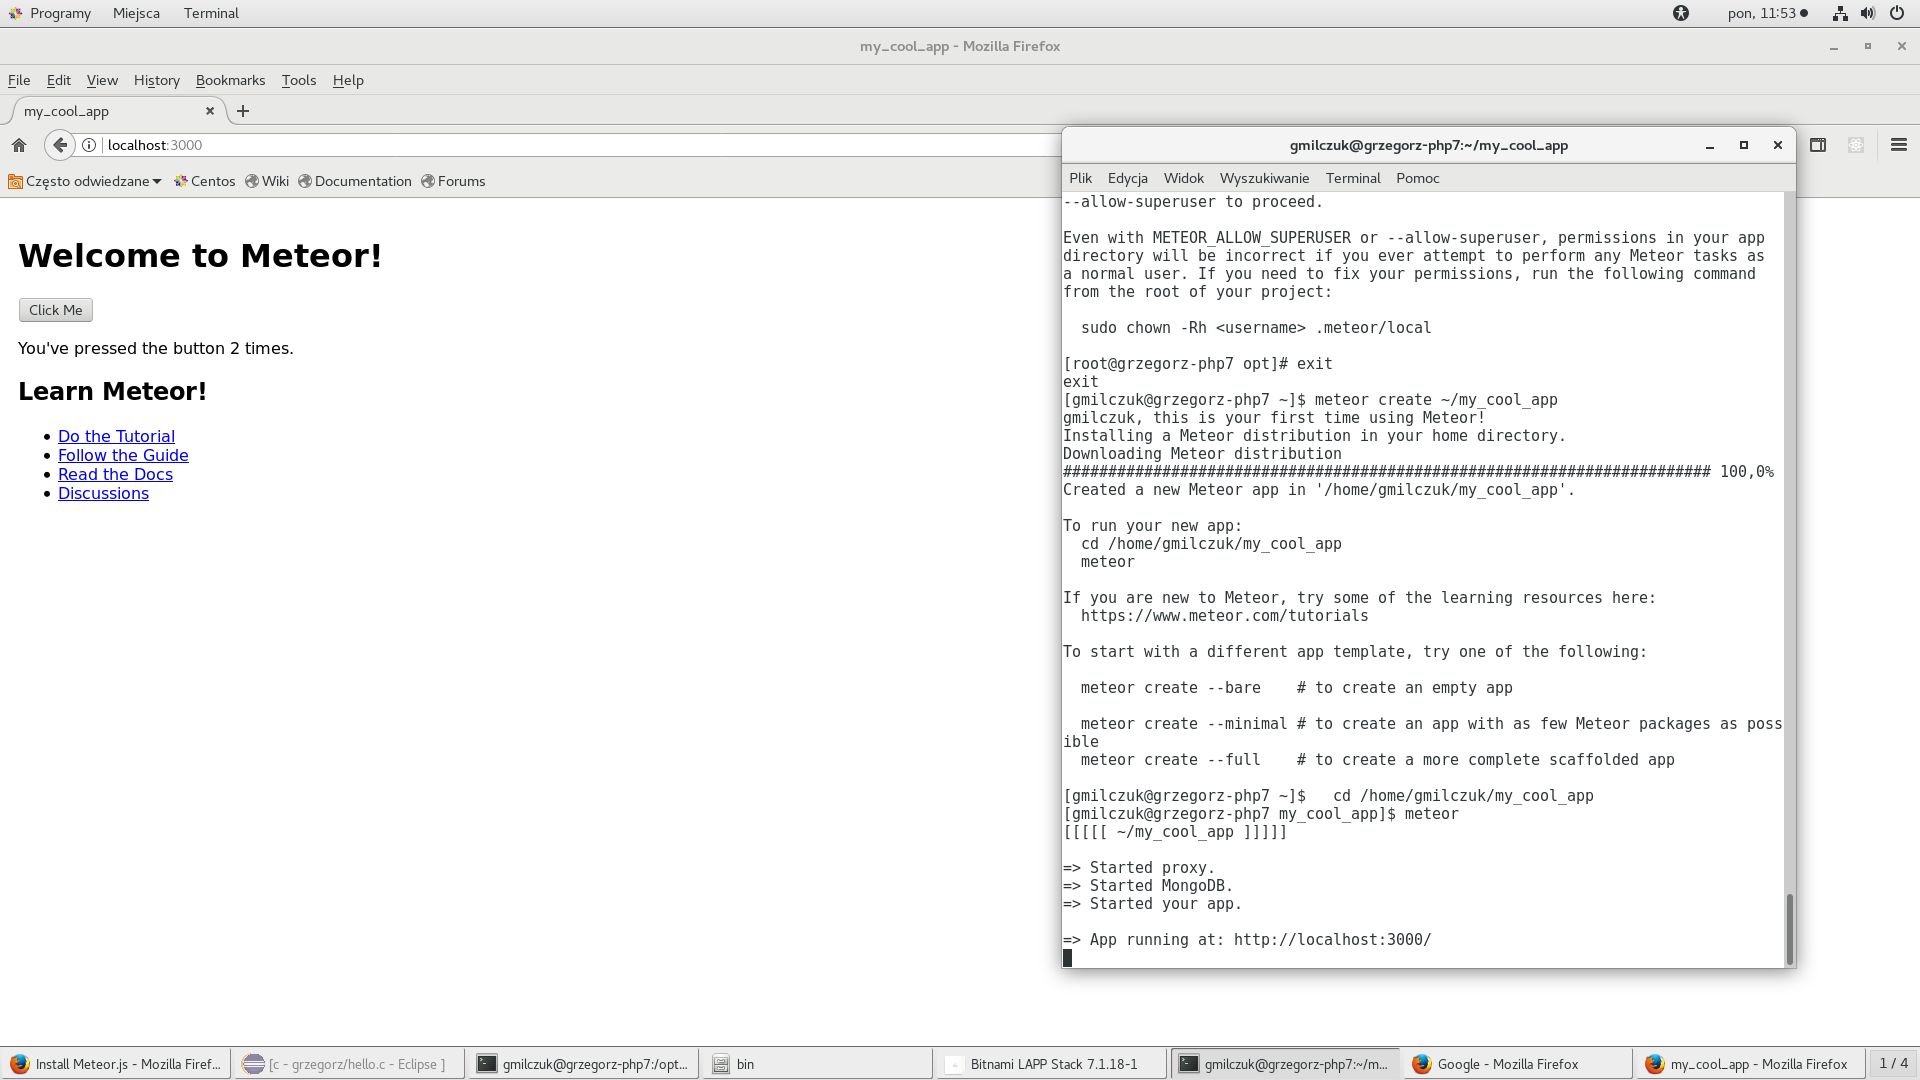 Programy Miejsca Terminal pon, 11:53
my_cool_app - Mozilla Firefox
File Edit View History Bookmarks Tools Help
my_cool_app
localhost:3000
Często odwiedzane Centos Wiki Documentation Forums
Welcome to Meteor!
Click Me
You've pressed the button 2 times.
Learn Meteor!
Do the Tutorial
Follow the Guide
Read the Docs
Discussions
gmilczuk@grzegorz-php7:~/my_cool_app
Plik Edycja Widok Wyszukiwanie Terminal Pomoc
--allow-superuser to proceed.
Even with METEOR_ALLOW_SUPERUSER or --allow-superuser, permissions in your app
directory will be incorrect if you ever attempt to perform any Meteor tasks as
a normal user. If you need to fix your permissions, run the following command
from the root of your project:
sudo chown -Rh <username> .meteor/local
[root@grzegorz-php7 opt]# exit
exit
[gmilczuk@grzegorz-php7 ~]$ meteor create ~/my_cool_app
gmilczuk, this is your first time using Meteor!
Installing a Meteor distribution in your home directory.
Downloading Meteor distribution
######################################################################## 100,0%
Created a new Meteor app in '/home/gmilczuk/my_cool_app'.
To run your new app:
cd /home/gmilczuk/my_cool_app
meteor
If you are new to Meteor, try some of the learning resources here:
https://www.meteor.com/tutorials
To start with a different app template, try one of the following:
meteor create --bare    # to create an empty app
meteor create --minimal # to create an app with as few Meteor packages as poss
ible
meteor create --full    # to create a more complete scaffolded app
[gmilczuk@grzegorz-php7 ~]$   cd /home/gmilczuk/my_cool_app
[gmilczuk@grzegorz-php7 my_cool_app]$ meteor
[[[[[ ~/my_cool_app ]]]]]
=> Started proxy.
=> Started MongoDB.
=> Started your app.
=> App running at: http://localhost:3000/
Install Meteor.js - Mozilla Firef... [c - grzegorz/hello.c - Eclipse ] gmilczuk@grzegorz-php7:/opt... bin Bitnami LAPP Stack 7.1.18-1 gmilczuk@grzegorz-php7:~/m... Google - Mozilla Firefox my_cool_app - Mozilla Firefox 1 / 4